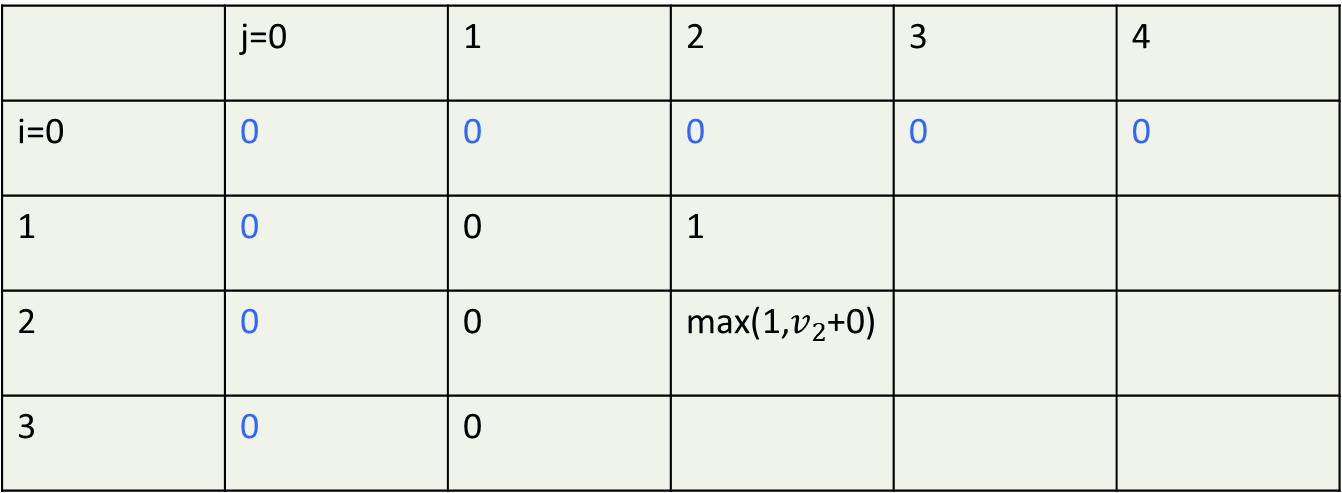 j=0 1 2 3 4
i=0 0 0 0 0 0
1 0 0 1
2 0 0 max(1,𝑣₂+0)
3 0 0